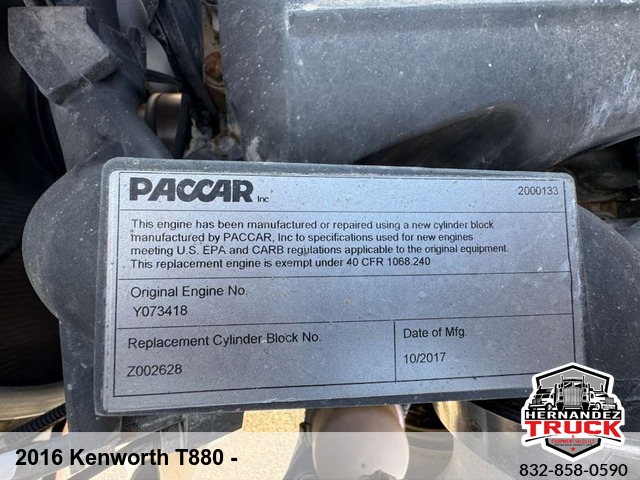 PACCAR Inc
2000133
This engine has been manufactured or repaired using a new cylinder block
manufactured by PACCAR, Inc to specifications used for new engines
meeting U.S. EPA and CARB regulations applicable to the original equipment.
This replacement engine is exempt under 40 CFR 1068.240
Original Engine No.
Y073418
Replacement Cylinder Block No.
Z002628
Date of Mfg.
10/2017
HERNANDEZ
TRUCK
EQUIPMENT SALES LLC
832-858-0590
2016 Kenworth T880 -